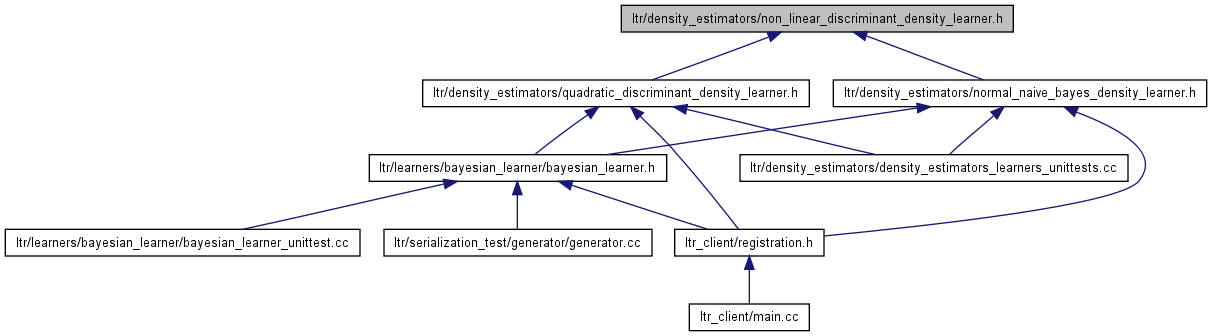 ltr/density_estimators/non_linear_discriminant_density_learner.h
ltr/density_estimators/quadratic_discriminant_density_learner.h
ltr/density_estimators/normal_naive_bayes_density_learner.h
ltr/learners/bayesian_learner/bayesian_learner.h
ltr/density_estimators/density_estimators_learners_unittests.cc
ltr/learners/bayesian_learner/bayesian_learner_unittest.cc
ltr/serialization_test/generator/generator.cc
ltr_client/registration.h
ltr_client/main.cc